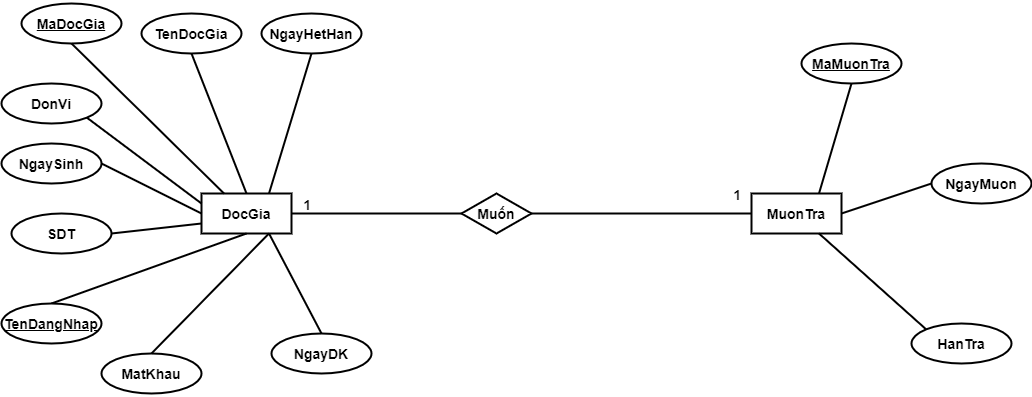 MaDocGia
TenDocGia
NgayHetHan
MaMuonTra
DonVi
NgaySinh
NgayMuon
DocGia
1
Muốn
1
MuonTra
SDT
TenDangNhap
HanTra
NgayDK
MatKhau